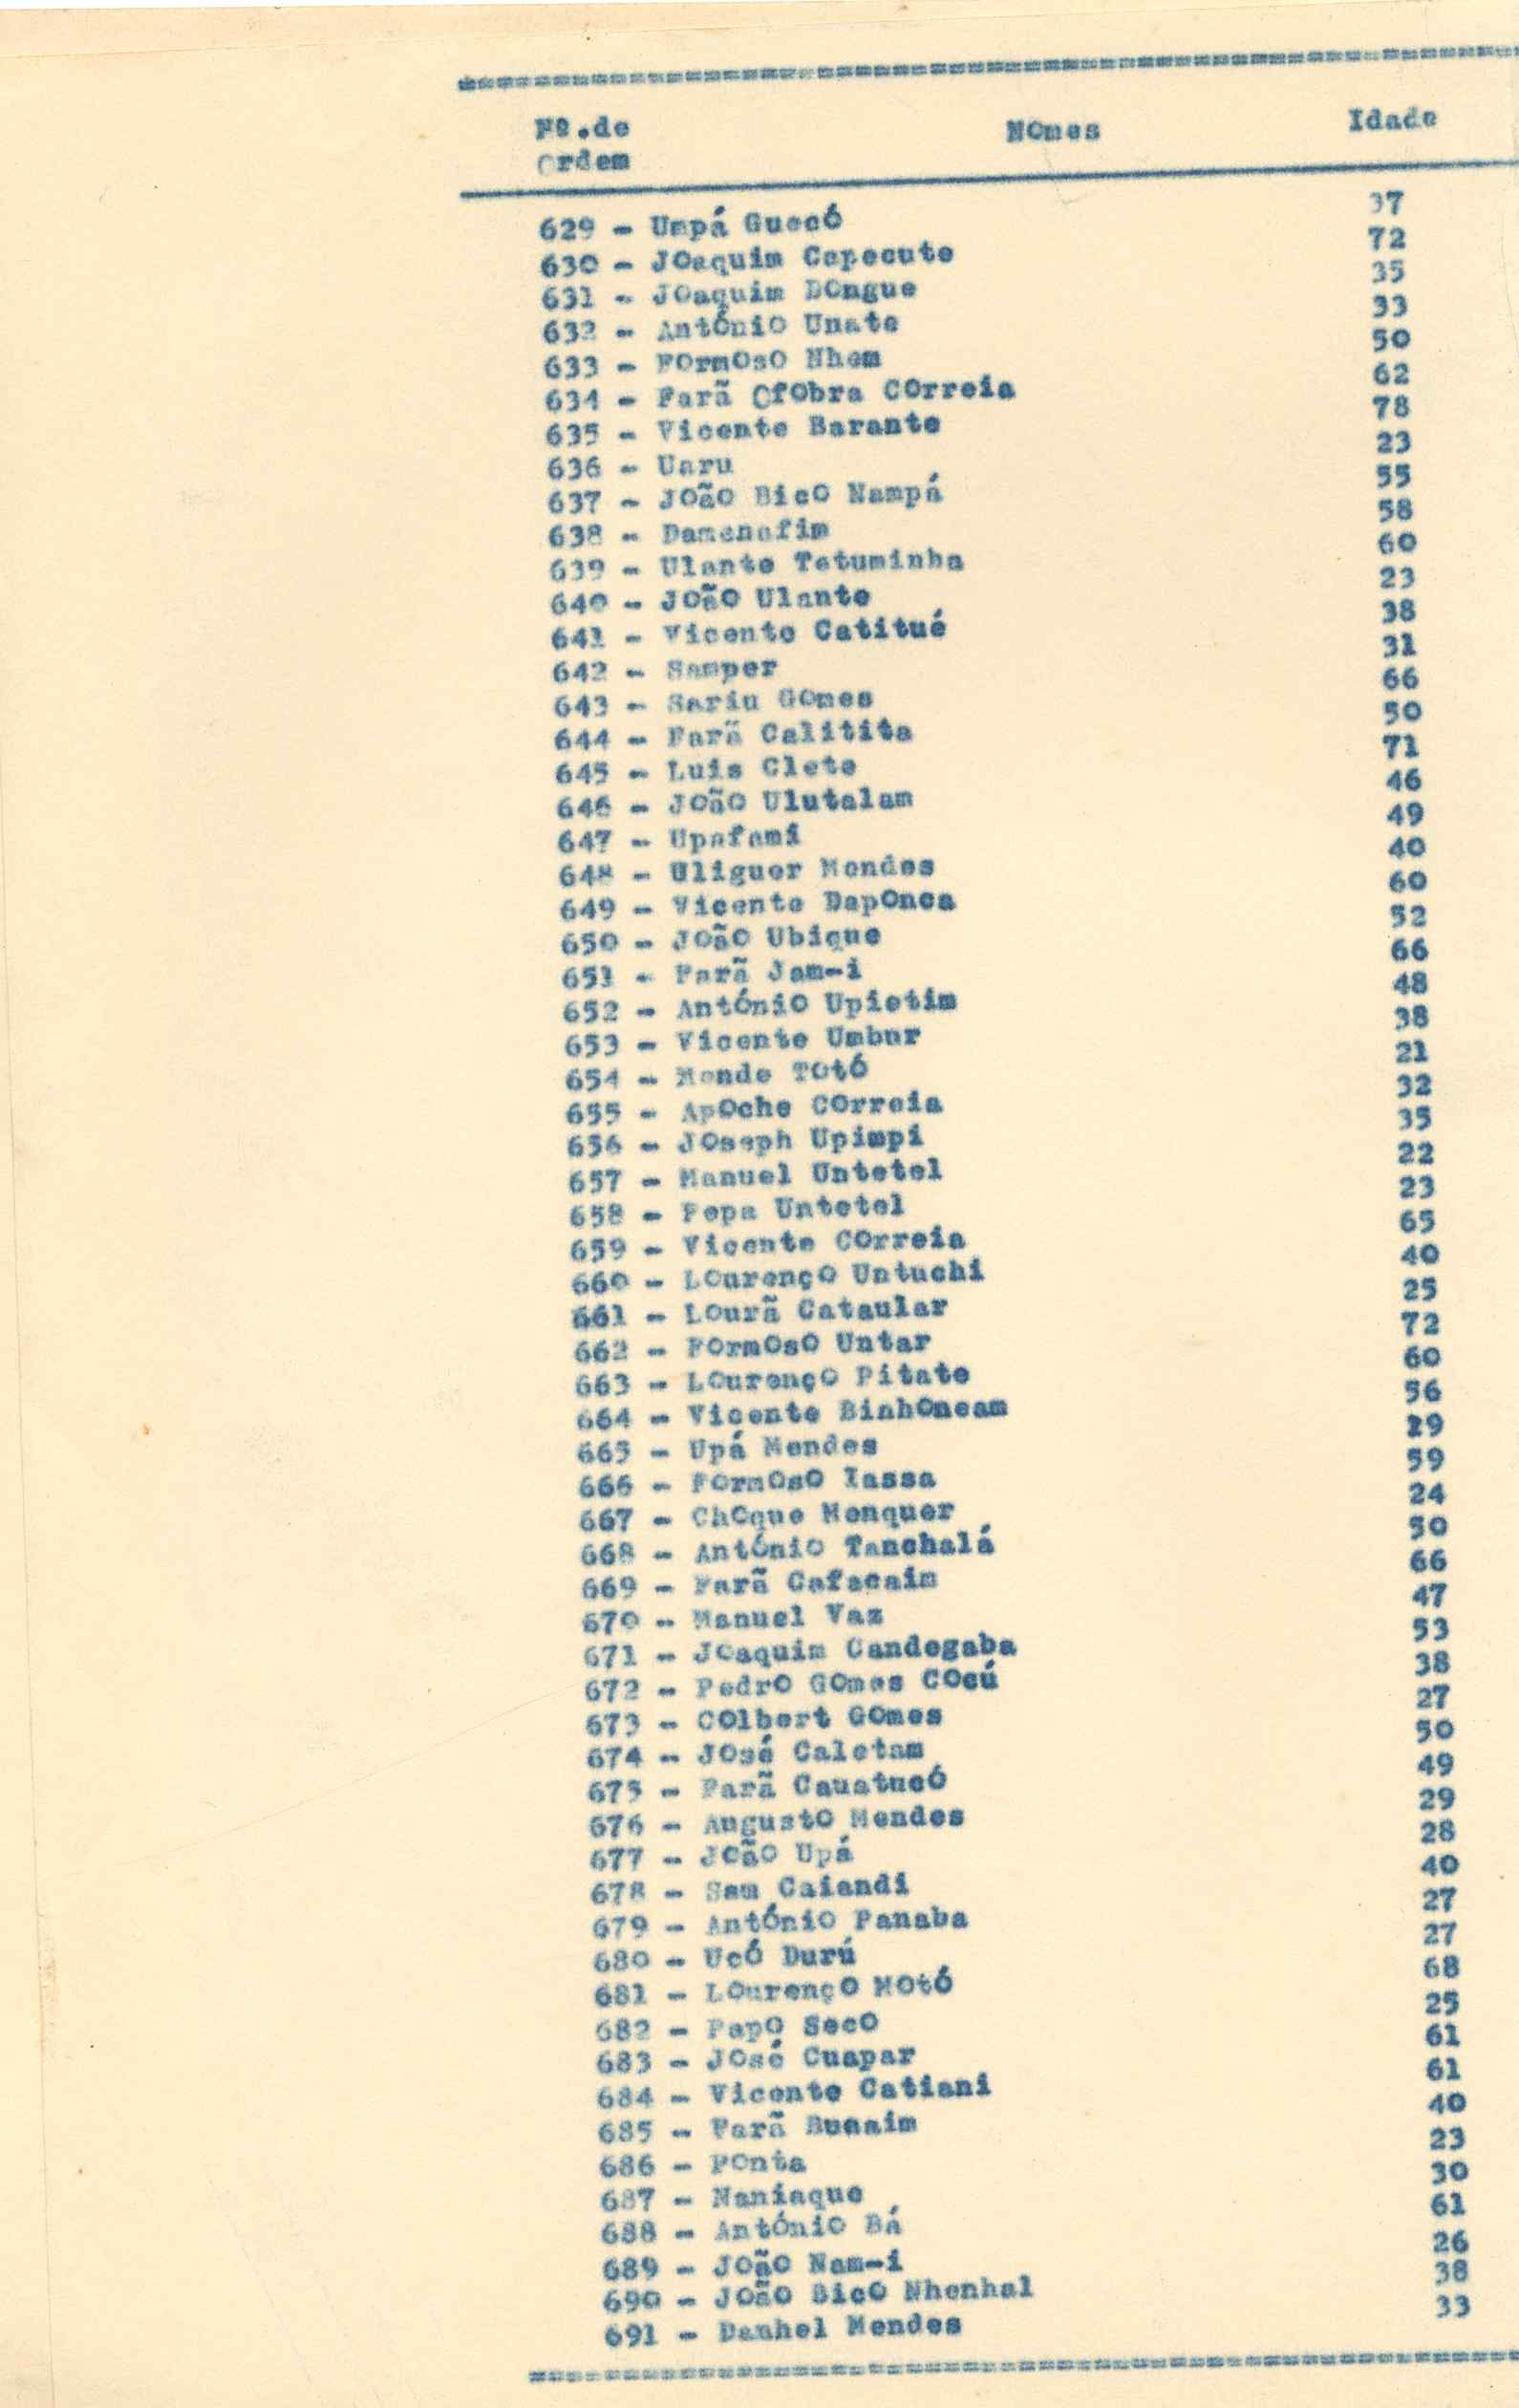 Nº.de Ordem NOmes Idade
629 - Umpá Guecó 37
630 - JOaquim Capecute 72
631 - JOaquim DOngue 35
632 - António Unate 33
633 - FOrmOsO Nhem 50
634 - Farã OfObra COrreia 62
635 - Vicente Barante 78
636 - Uaru 23
637 - JOãO BicO Nampá 55
638 - Damenafim 58
639 - Ulante Tatuminha 60
640 - JOãO Ulante 23
641 - Vicente Catitué 38
642 - Samper 31
643 - Sariu GOmes 66
644 - Farã Calitita 50
645 - Luis Clete 71
646 - JOãO Ulutalam 46
647 - Upafami 49
648 - Uliguer Mendes 40
649 - Vicente DapOnca 60
650 - JOãO Ubique 52
651 - Farã Jam-i 66
652 - AntóniO Upietim 48
653 - Vicente Umbur 38
654 - Mende TOtó 21
655 - ApOche COrreia 32
656 - JOseph Upimpi 35
657 - Manuel Untetel 22
658 - Pepa Untetel 23
659 - Vicente COrreia 65
660 - LOurençO Untuchi 40
661 - LOurã Cataular 25
662 - FOrmOsO Untar 72
663 - LOurençO Pitate 60
664 - Vicente BinhOneam 56
665 - Upá Mendes 29
666 - FOrmOsO Iassa 59
667 - ChOque Menquer 24
668 - AntóniO Tanchalá 50
669 - Farã Cafacaim 66
670 - Manuel Vaz 47
671 - JOaquim Candegaba 53
672 - PedrO GOmes COcú 38
673 - COlbert GOmes 27
674 - JOsé Caletam 50
675 - Farã Cauatucó 49
676 - AugustO Mendes 29
677 - JOãO Upá 28
678 - Sam Caiandi 40
679 - AntóniO Panaba 27
680 - Ucó Durú 27
681 - LOurençO MOtó 68
682 - PapO SecO 25
683 - JOsé Cuapar 61
684 - Vicente Catiani 61
685 - Farã Bunaim 40
686 - POnta 23
687 - Naniaque 30
688 - AntóniO Bá 61
689 - JOãO Nam-i 26
690 - JOãO BicO Nhenhal 38
691 - Danhel Mendes 33